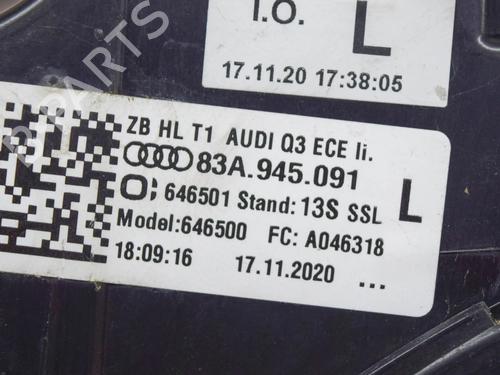 I.O.
L
17.11.20 17:38:05
ZB HL T1 AUDI Q3 ECE li.
83A.945.091
646501 Stand: 13S SSL
L
Model:646500 FC: A046318
18:09:16 17.11.2020 ...
B PARTS